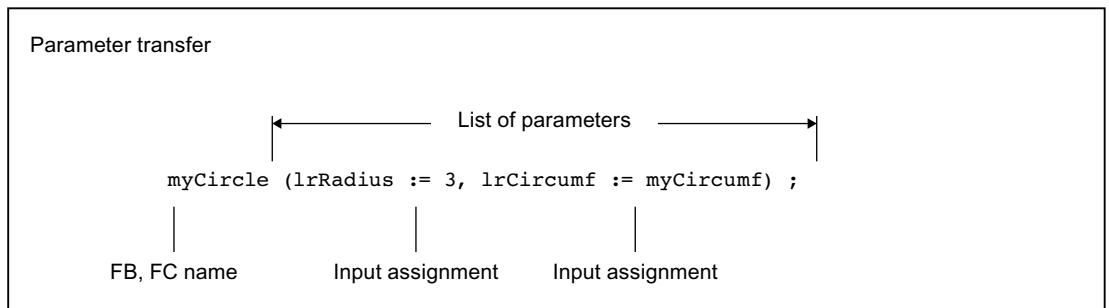 Parameter transfer
List of parameters
myCircle (lrRadius := 3, lrCircumf := myCircumf) ;
FB, FC name
Input assignment
Input assignment